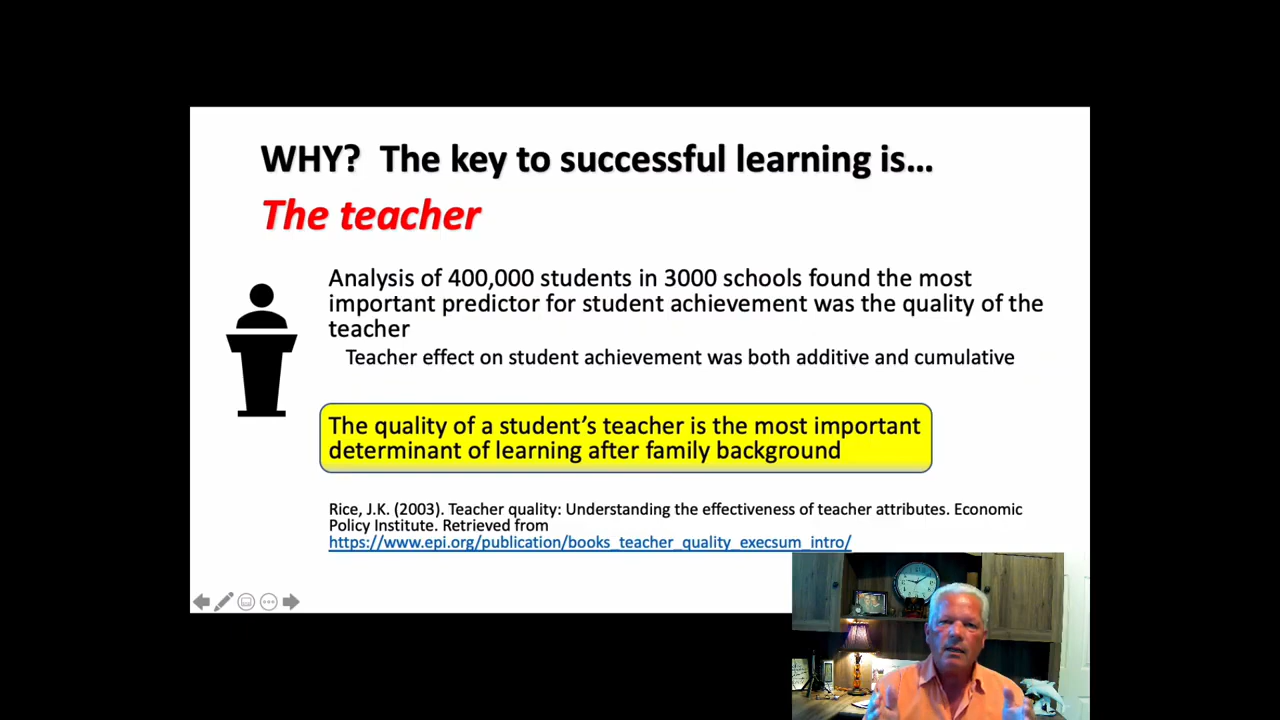 WHY?  The key to successful learning is…
The teacher
Analysis of 400,000 students in 3000 schools found the most
important predictor for student achievement was the quality of the
teacher
Teacher effect on student achievement was both additive and cumulative
The quality of a student’s teacher is the most important
determinant of learning after family background
Rice, J.K. (2003). Teacher quality: Understanding the effectiveness of teacher attributes. Economic
Policy Institute. Retrieved from
https://www.epi.org/publication/books_teacher_quality_execsum_intro/